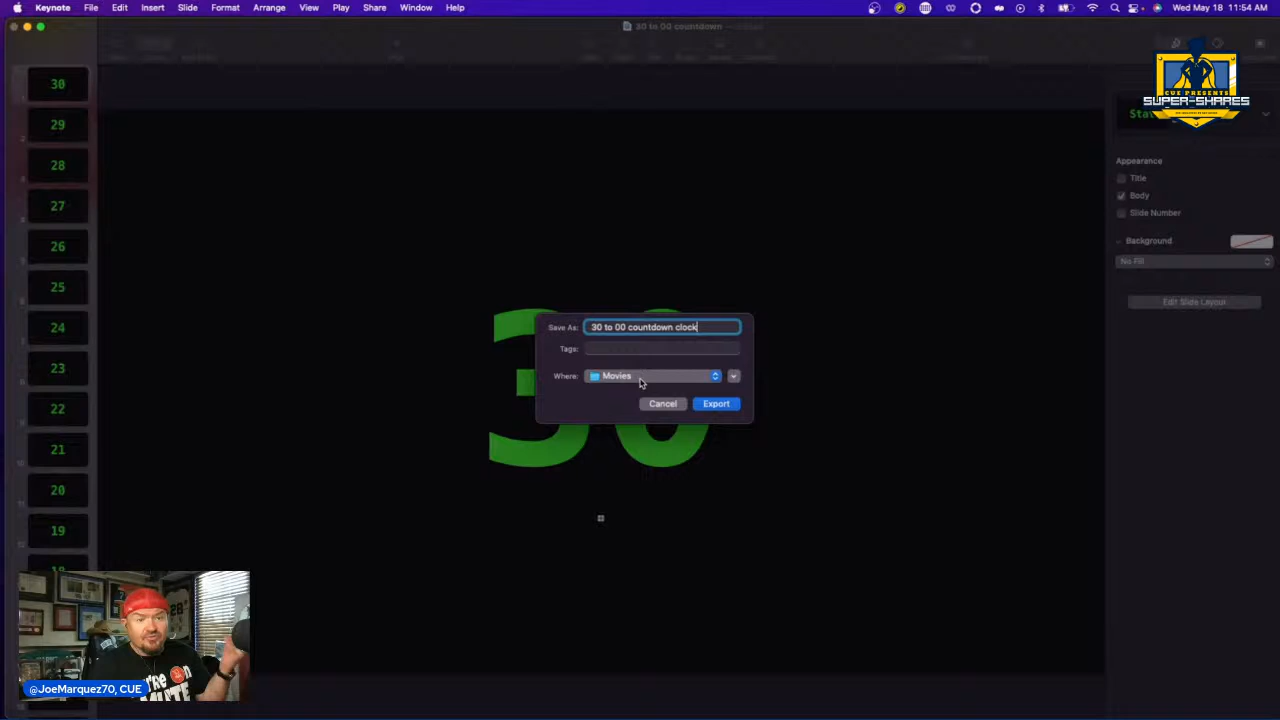 Keynote File Edit Insert Slide Format Arrange View Play Share Window Help
Wed May 18 11:54 AM
30 to 00 countdown
CUE PRESENTS
SUPER-SHARES
30
29
28
27
26
25
24
23
22
21
20
19
18
30
Save As: 30 to 00 countdown clock
Tags:
Where: Movies
Cancel Export
Appearance
Title
Body
Slide Number
Background
No Fill
Edit Slide Layout
@JoeMarquez70, CUE